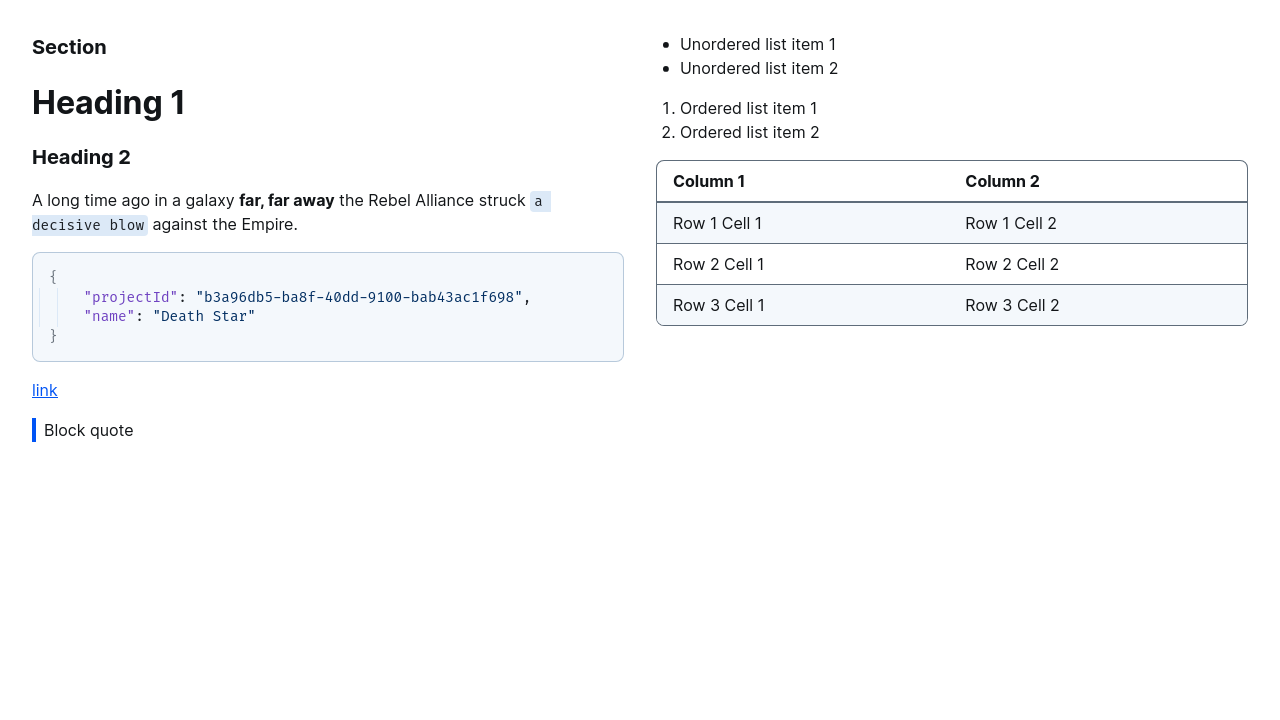 Section
Heading 1
Heading 2
A long time ago in a galaxy far, far away the Rebel Alliance struck a
decisive blow against the Empire.
{
    "projectId": "b3a96db5-ba8f-40dd-9100-bab43ac1f698",
    "name": "Death Star"
}
link
Block quote
• Unordered list item 1
• Unordered list item 2
1. Ordered list item 1
2. Ordered list item 2
Column 1 Column 2
Row 1 Cell 1 Row 1 Cell 2
Row 2 Cell 1 Row 2 Cell 2
Row 3 Cell 1 Row 3 Cell 2